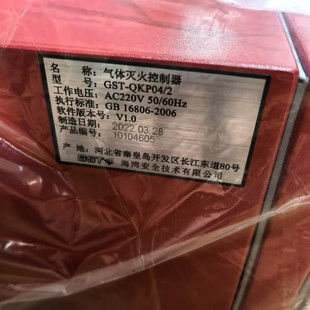 名　　称：气体灭火控制器
型　　号：GST-QKP04/2
工作电压：AC220V 50/60Hz
执行标准：GB 16806-2006
软件版本号：V1.0
制造日期：2022.03.28
产品编号：10104605
产　　地：河北省秦皇岛开发区长江东道80号
海湾安全技术有限公司